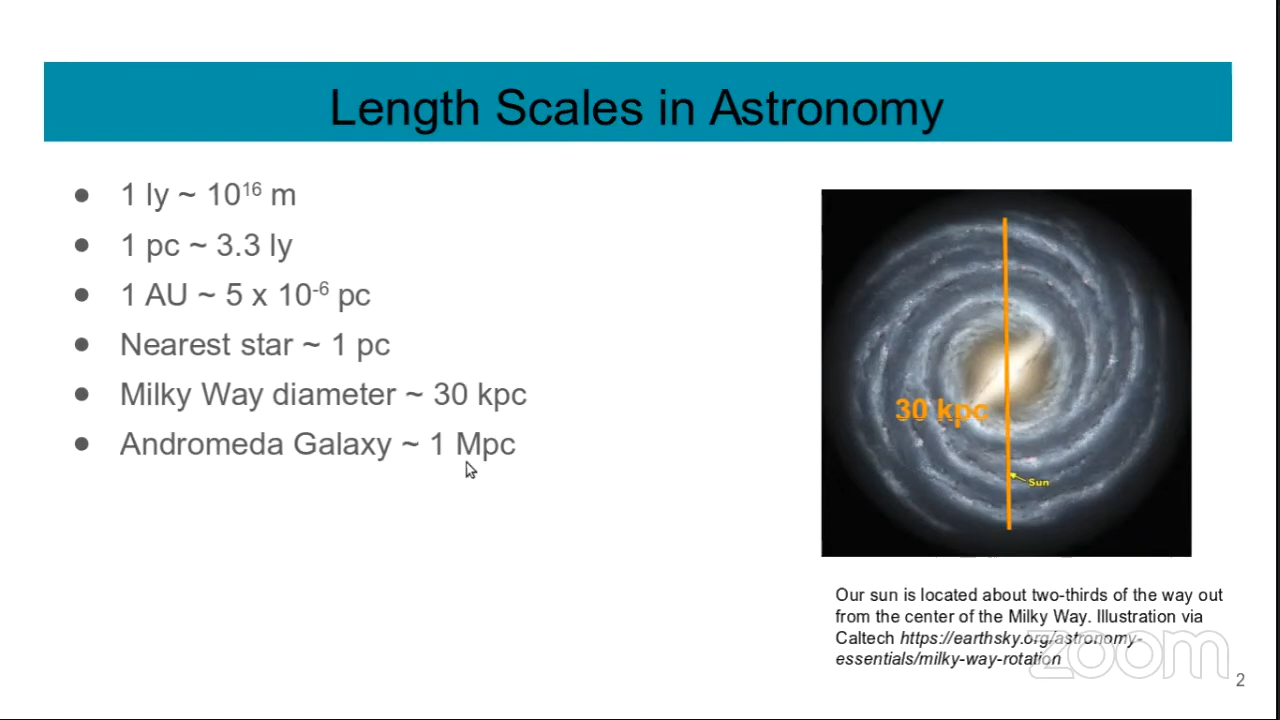 Length Scales in Astronomy
● 1 ly ~ 10¹⁶ m
● 1 pc ~ 3.3 ly
● 1 AU ~ 5 x 10⁻⁶ pc
● Nearest star ~ 1 pc
● Milky Way diameter ~ 30 kpc
● Andromeda Galaxy ~ 1 Mpc
30 kpc
Sun
Our sun is located about two-thirds of the way out
from the center of the Milky Way. Illustration via
Caltech https://earthsky.org/astronomy-
essentials/milky-way-rotation
zoom
2